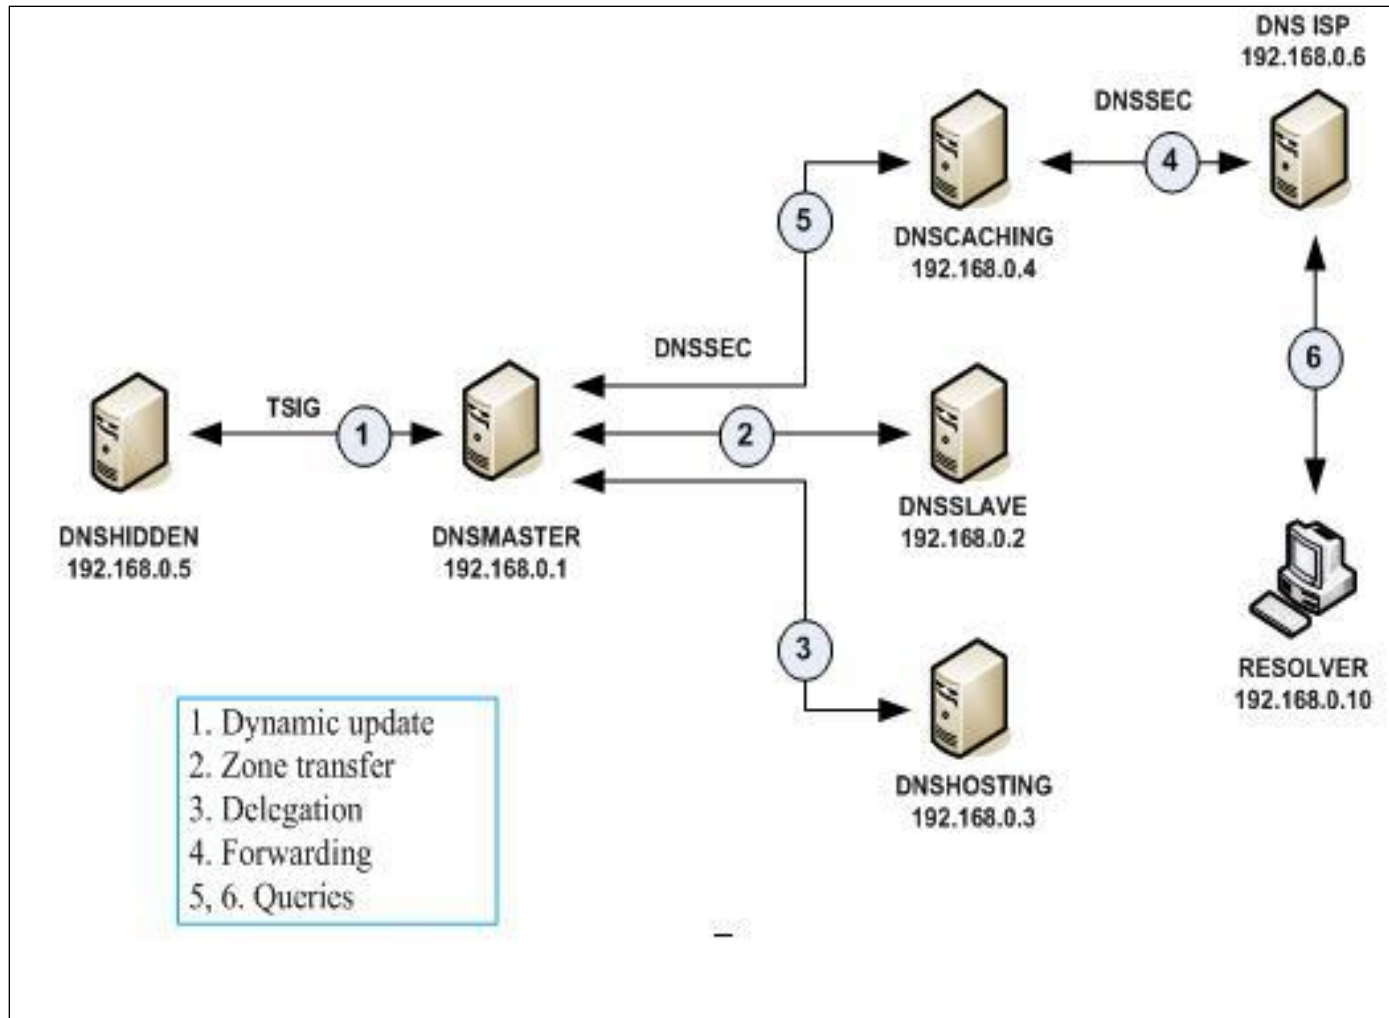 DNS ISP
192.168.0.6
DNSSEC
4
5
DNSCACHING
192.168.0.4
DNSSEC
6
TSIG
1
2
DNSHIDDEN
192.168.0.5
DNSMASTER
192.168.0.1
DNSSLAVE
192.168.0.2
3
RESOLVER
192.168.0.10
DNSHOSTING
192.168.0.3
1. Dynamic update
2. Zone transfer
3. Delegation
4. Forwarding
5, 6. Queries